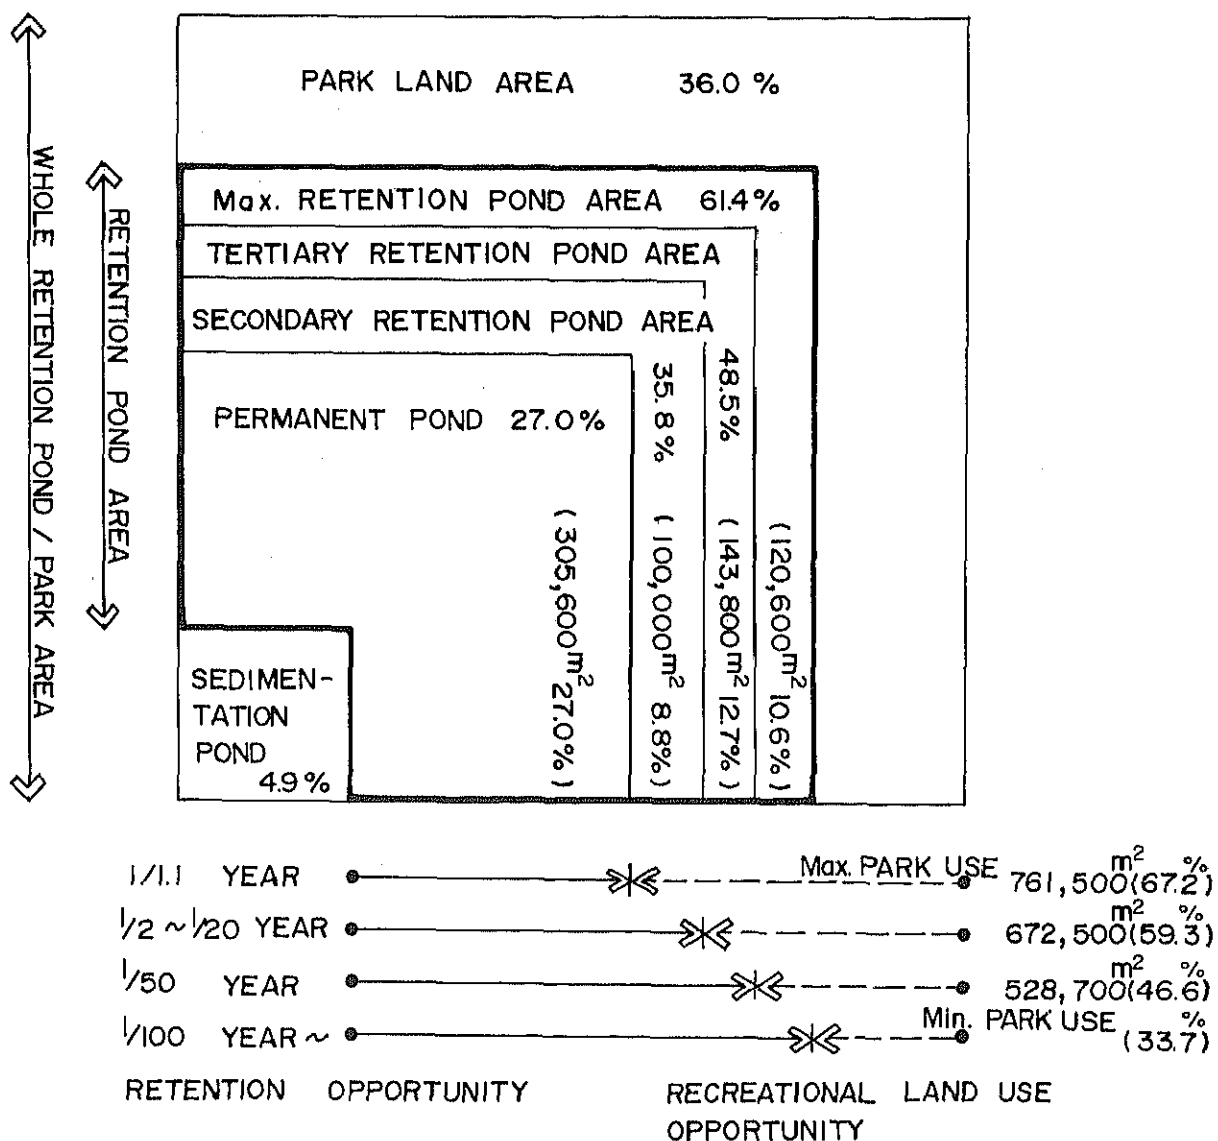 PARK LAND AREA 36.0 %
Max. RETENTION POND AREA 61.4 %
TERTIARY RETENTION POND AREA
SECONDARY RETENTION POND AREA
PERMANENT POND 27.0 %
(305,600m² 27.0%)
35.8% (100,000m² 8.8%)
48.5% (143,800m² 12.7%)
(120,600m² 10.6%)
SEDIMEN-
TATION
POND
4.9 %
WHOLE RETENTION POND / PARK AREA
RETENTION POND AREA
1/1.1 YEAR Max. PARK USE 761,500 m² (67.2 %)
1/2 ~ 1/20 YEAR 672,500 m² (59.3 %)
1/50 YEAR 528,700 m² (46.6 %)
1/100 YEAR ~ Min. PARK USE (33.7 %)
RETENTION OPPORTUNITY
RECREATIONAL LAND USE
OPPORTUNITY